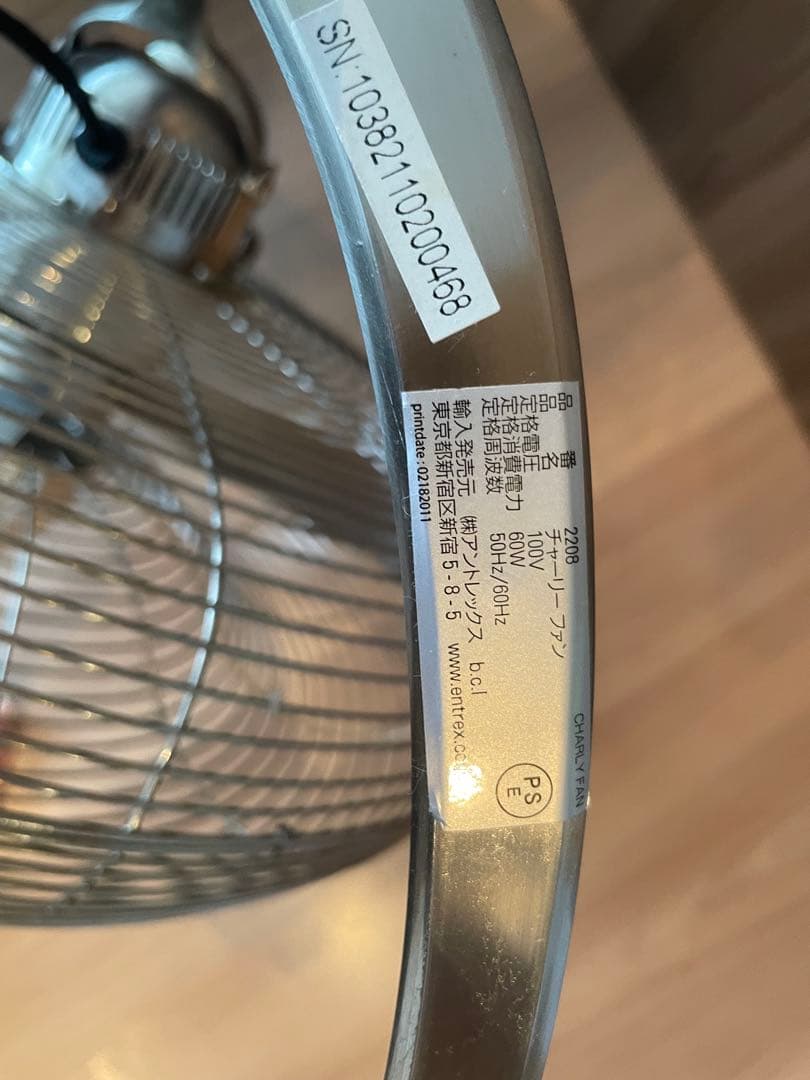 SN:103821110200468
CHARLY FAN
品番 2208
品名 チャーリー ファン
定格電圧 100V
定格消費電力 60W
定格周波数 50Hz/60Hz
輸入発売元 ㈱アントレックス b.c.l
東京都新宿区新宿5-8-5 www.entrex.co
printdate:02182011
PS
E